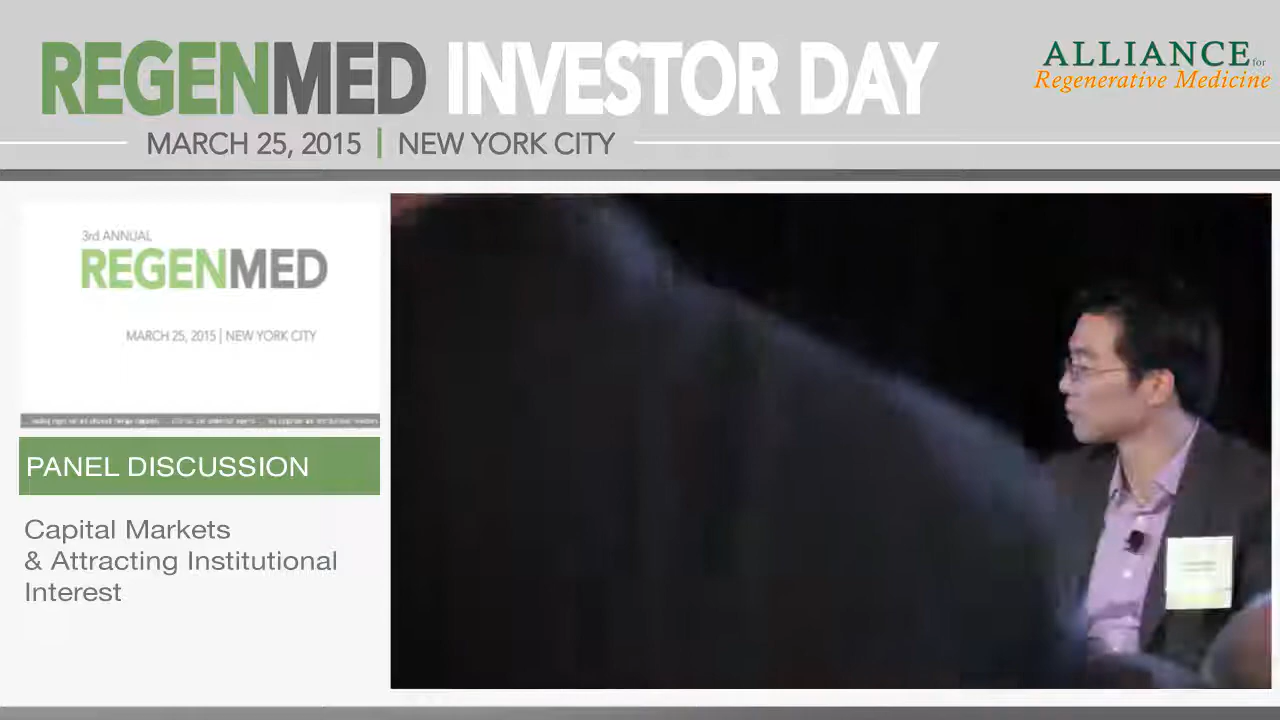 REGENMED INVESTOR DAY
MARCH 25, 2015 | NEW YORK CITY
ALLIANCE for
Regenerative Medicine
3rd ANNUAL
REGENMED
MARCH 25, 2015 | NEW YORK CITY
PANEL DISCUSSION
Capital Markets
& Attracting Institutional
Interest